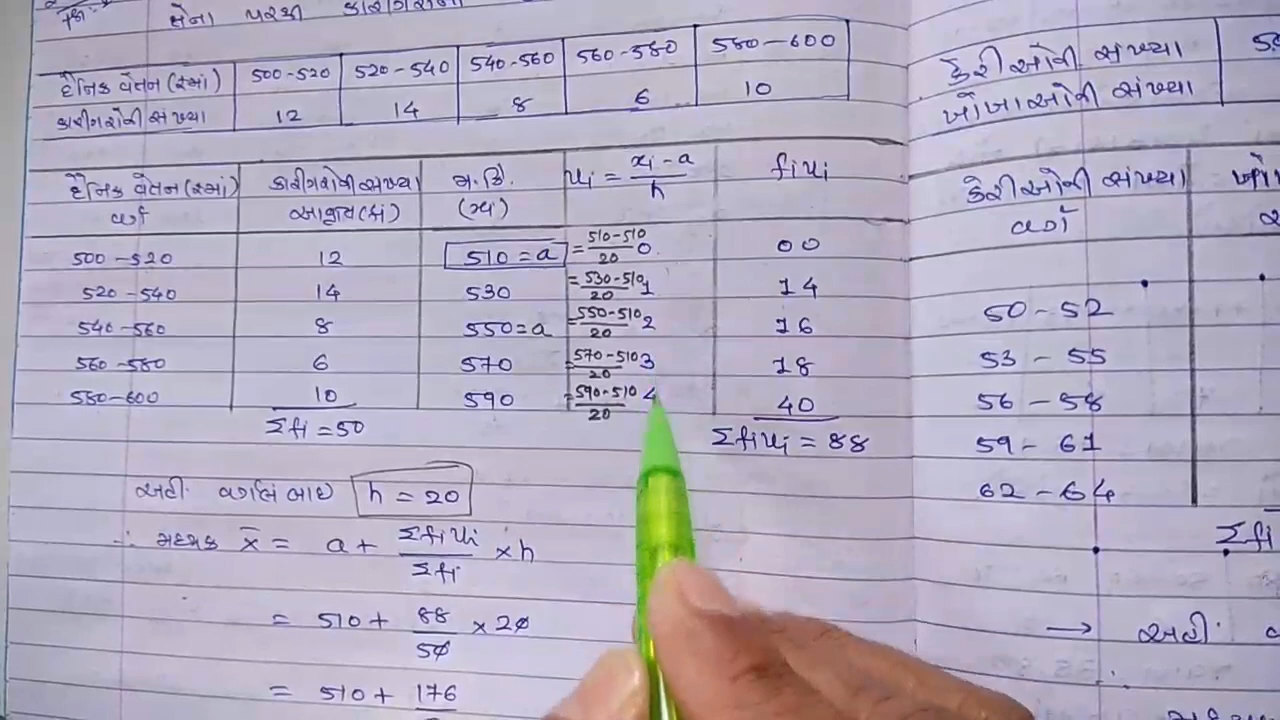 દૈનિક વેતન (રૂમાં) 500-520 520-540 540-560 560-580 580-600
કારીગરોની સંખ્યા 12 14 8 6 10
દૈનિક વેતન (રૂમાં) કારીગરોની સંખ્યા મ.કિ. ui = xi - a / h fiui
વર્ગ આવૃત્તિ (fi) (xi)
500-520 12 510 = a = 510-510 / 20 0 00
520-540 14 530 = 530-510 / 20 1 14
540-560 8 550 = a = 550-510 / 20 2 16
560-580 6 570 = 570-510 / 20 3 18
580-600 10 590 = 590-510 / 20 4 40
Σfi = 50 Σfiui = 88
અહીં વર્ગલંબાઈ h = 20
∴ મધ્યક x̄ = a + Σfiui / Σfi × h
= 510 + 88 / 50 × 20
= 510 + 176
કેરીઓની સંખ્યા
ખોખાઓની સંખ્યા
કેરીઓની સંખ્યા
વર્ગ
50-52
53-55
56-58
59-61
62-64
Σfi
→ અહીં